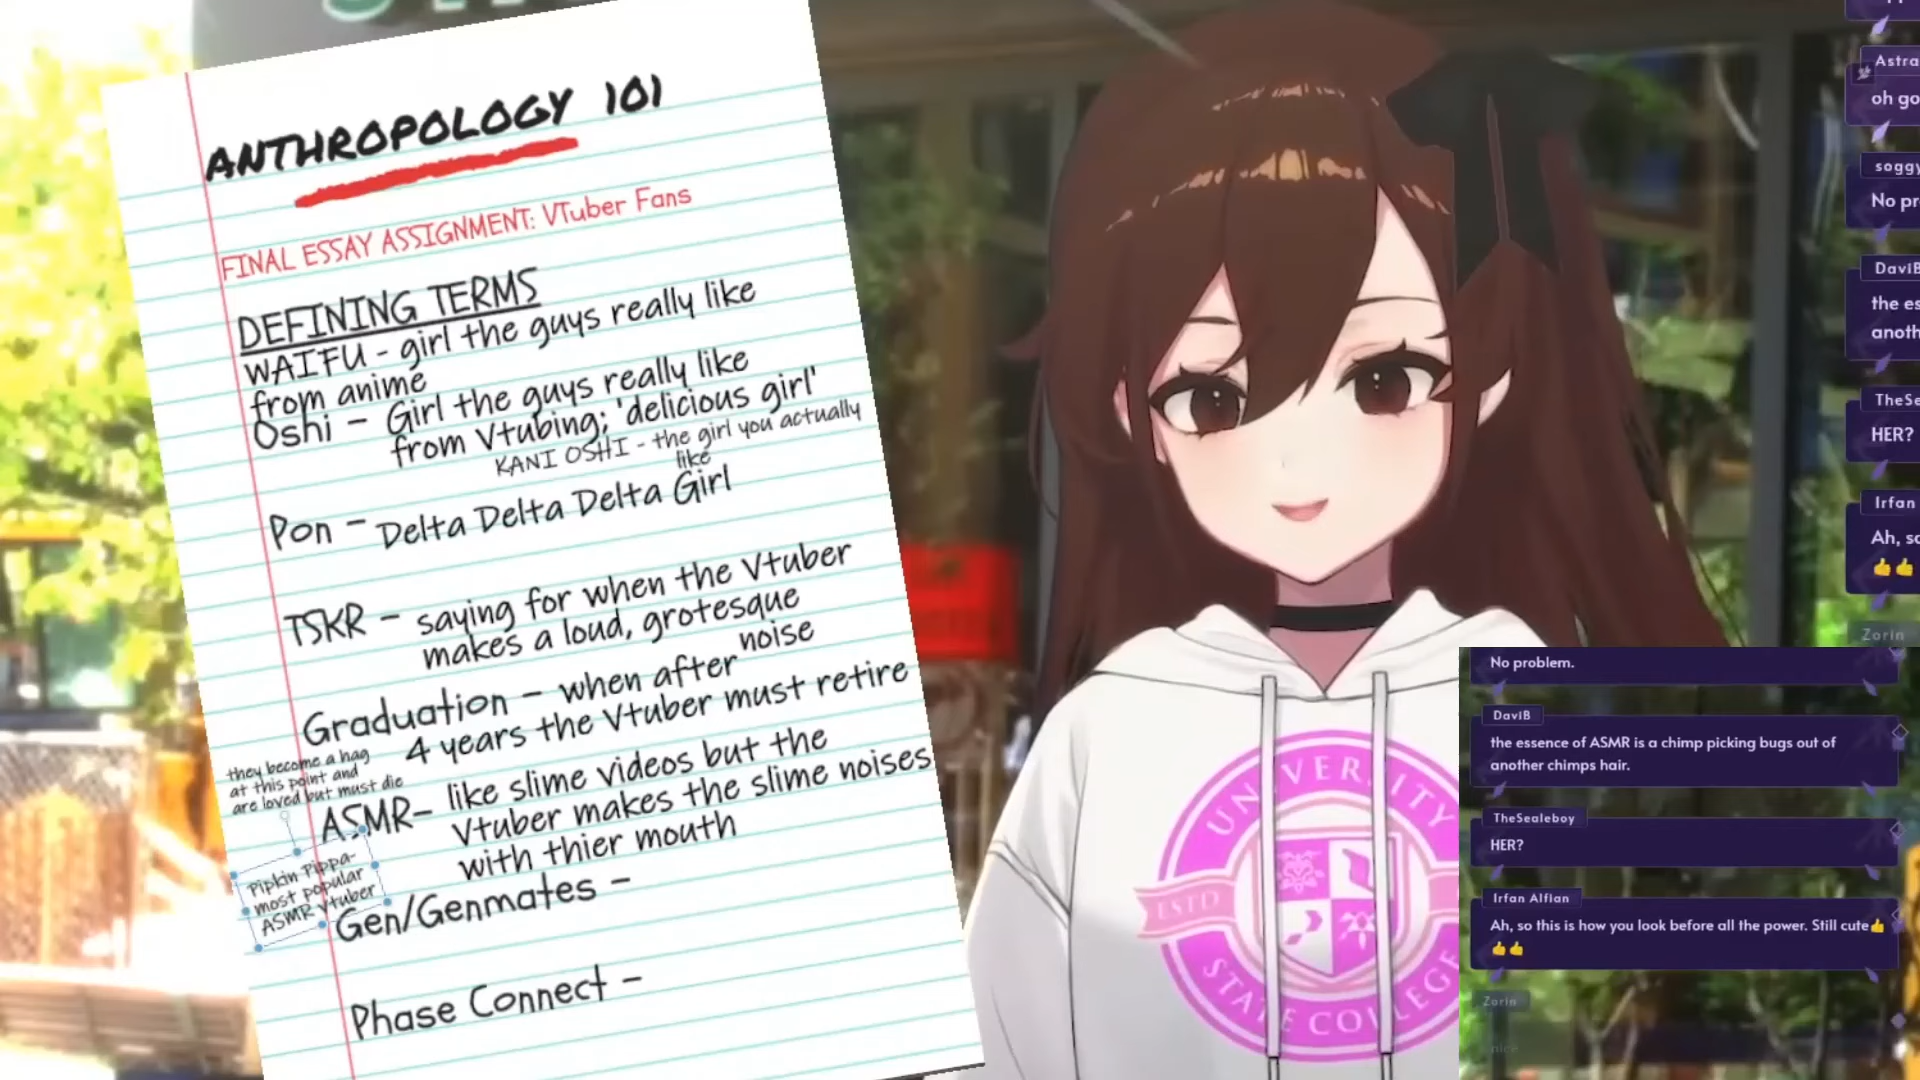 ANTHROPOLOGY 101
FINAL ESSAY ASSIGNMENT: VTuber Fans
DEFINING TERMS
WAIFU - girl the guys really like
from anime
Oshi - Girl the guys really like
from Vtubing; 'delicious girl'
KANI OSHI - the girl you actually
like
Pon - Delta Delta Delta Girl
TSKR - saying for when the Vtuber
makes a loud, grotesque
noise
Graduation - when after
4 years the Vtuber must retire
they become a hag
at this point and
are loved but must die
ASMR- like slime videos but the
Vtuber makes the slime noises
with thier mouth
Pipkin Pippa-
most popular
ASMR Vtuber
Gen/Genmates -
Phase Connect -
UNIVERSITY
ESTD
STATE COLLEGE
Astra
oh go
soggy
No pr
DaviB
the es
anoth
TheSe
HER?
Irfan
Ah, so
👍👍
Zorin
No problem.
DaviB
the essence of ASMR is a chimp picking bugs out of
another chimps hair.
TheSealeboy
HER?
Irfan Alfian
Ah, so this is how you look before all the power. Still cute👍
👍👍
Zorin
nice